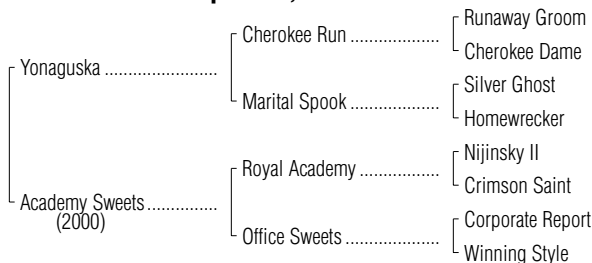 Runaway Groom
Cherokee Run ....................
Cherokee Dame
Yonaguska ........................
Silver Ghost
Marital Spook ...................
Homewrecker
Nijinsky II
Royal Academy .................
Crimson Saint
Academy Sweets ...............
(2000)
Corporate Report
Office Sweets ....................
Winning Style